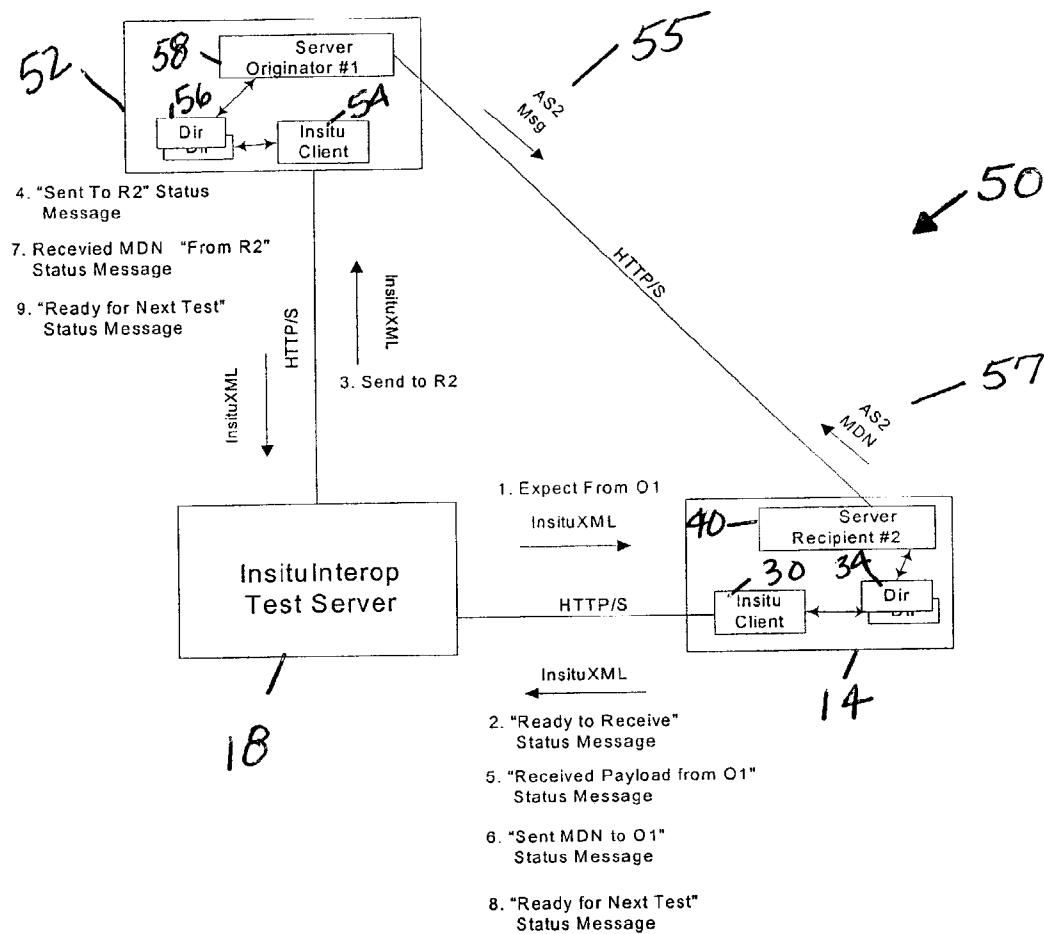 52
58
Server
Originator #1
56
Dir
Dir
54
Insitu
Client
55
AS2
Msg
50
4. "Sent To R2" Status
Message
7. Recevied MDN "From R2"
Status Message
9. "Ready for Next Test"
Status Message
InsituXML
HTTP/S
InsituXML
3. Send to R2
HTTP/S
57
AS2
MDN
1. Expect From O1
InsituXML
InsituInterop
Test Server
18
HTTP/S
40
Server
Recipient #2
30
Insitu
Client
34
Dir
Dir
14
InsituXML
2. "Ready to Receive"
Status Message
5. "Received Payload from O1"
Status Message
6. "Sent MDN to O1"
Status Message
8. "Ready for Next Test"
Status Message